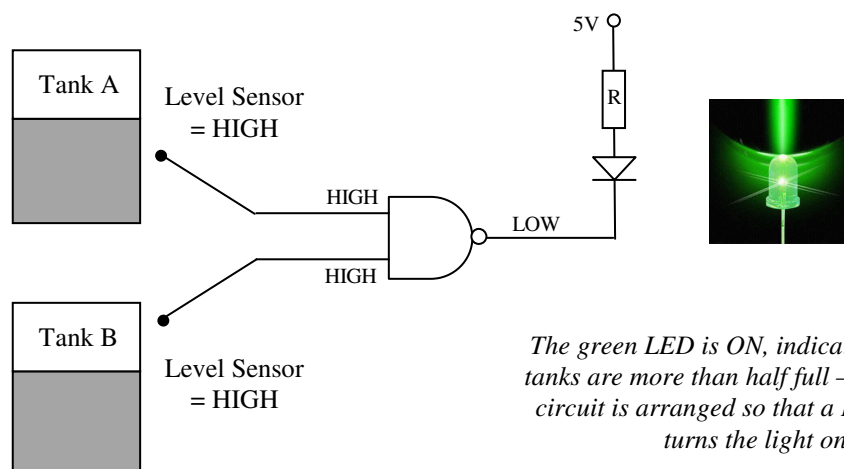 5V
Tank A
Level Sensor
= HIGH
R
HIGH
LOW
HIGH
Tank B
Level Sensor
= HIGH
The green LED is ON, indica
tanks are more than half full –
circuit is arranged so that a
turns the light on